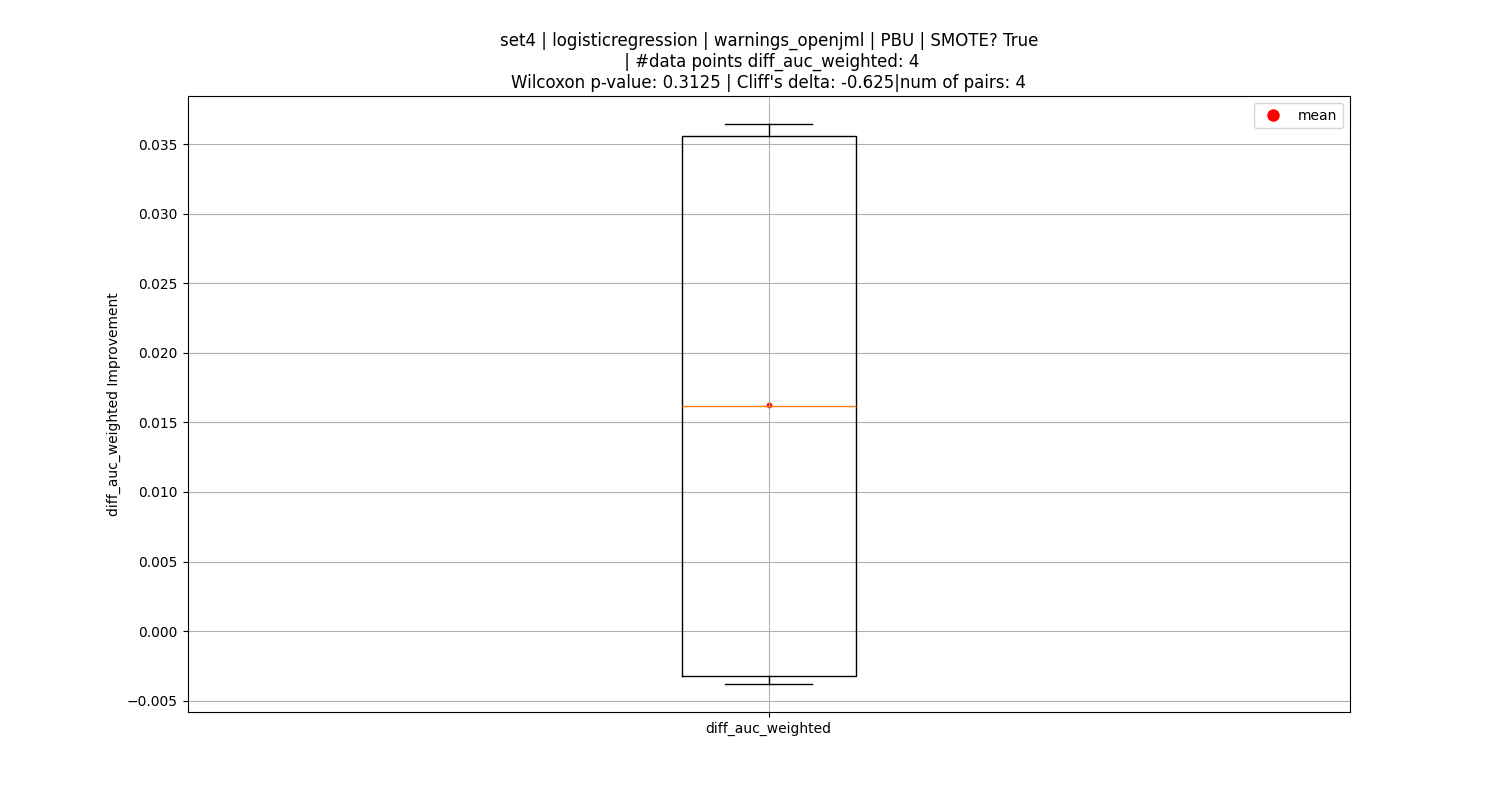 set4 | logisticregression | warnings_openjml | PBU | SMOTE? True
| #data points diff_auc_weighted: 4
Wilcoxon p-value: 0.3125 | Cliff's delta: -0.625|num of pairs: 4
mean
0.035
0.030
0.025
0.020
0.015
0.010
0.005
0.000
−0.005
diff_auc_weighted Improvement
diff_auc_weighted